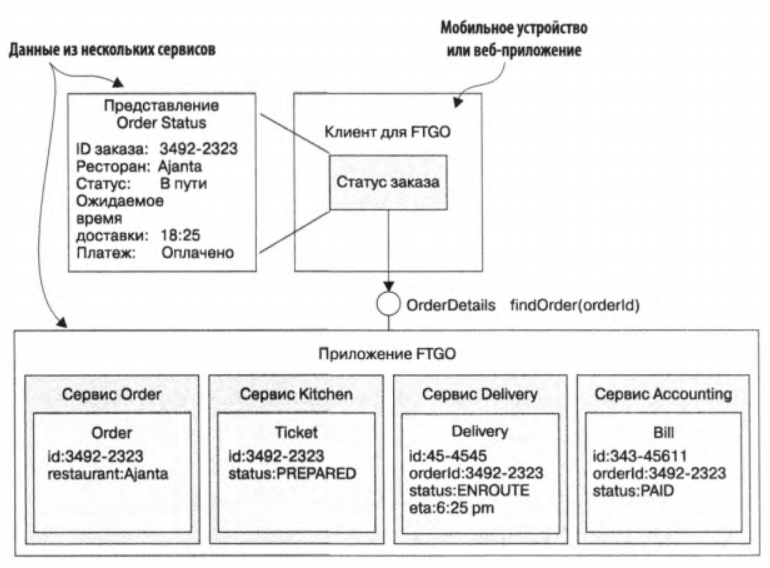 Мобильное устройство
или веб-приложение
Данные из нескольких сервисов
Представление
Order Status
ID заказа: 3492-2323
Ресторан: Ajanta
Статус: В пути
Ожидаемое
время
доставки: 18:25
Платеж: Оплачено
Клиент для FTGO
Статус заказа
OrderDetails findOrder(orderId)
Приложение FTGO
Сервис Order
Order
id:3492-2323
restaurant:Ajanta
Сервис Kitchen
Ticket
id:3492-2323
status:PREPARED
Сервис Delivery
Delivery
id:45-4545
orderId:3492-2323
status:ENROUTE
eta:6:25 pm
Сервис Accounting
Bill
id:343-45611
orderId:3492-2323
status:PAID